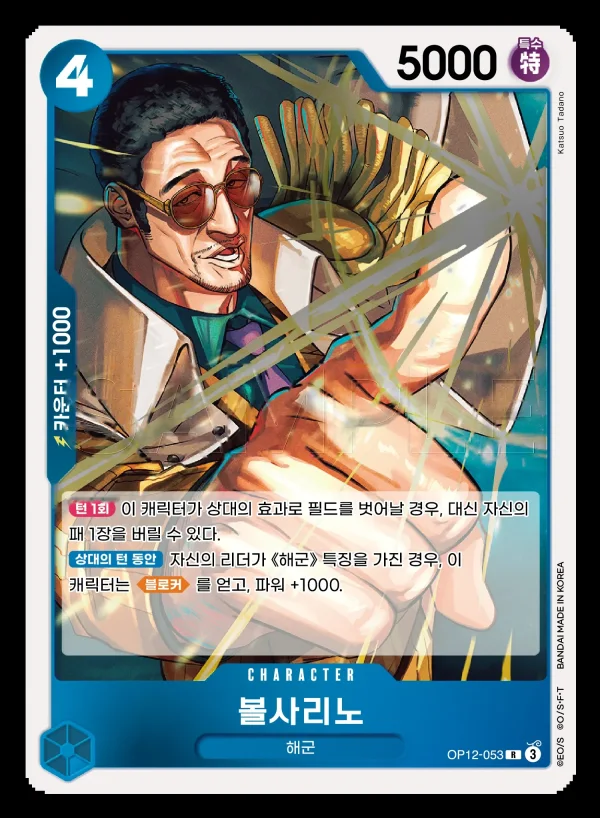 4
5000
특수
特
Katsuo Tadano
카운터 +1000
SAMPLE
턴 1회 이 캐릭터가 상대의 효과로 필드를 벗어날 경우, 대신 자신의
패 1장을 버릴 수 있다.
상대의 턴 동안 자신의 리더가 《해군》 특징을 가진 경우, 이
캐릭터는 블로커 를 얻고, 파워 +1000.
CHARACTER
볼사리노
해군
OP12-053 R 3
©EO/S ©O/S・F・T BANDAI MADE IN KOREA